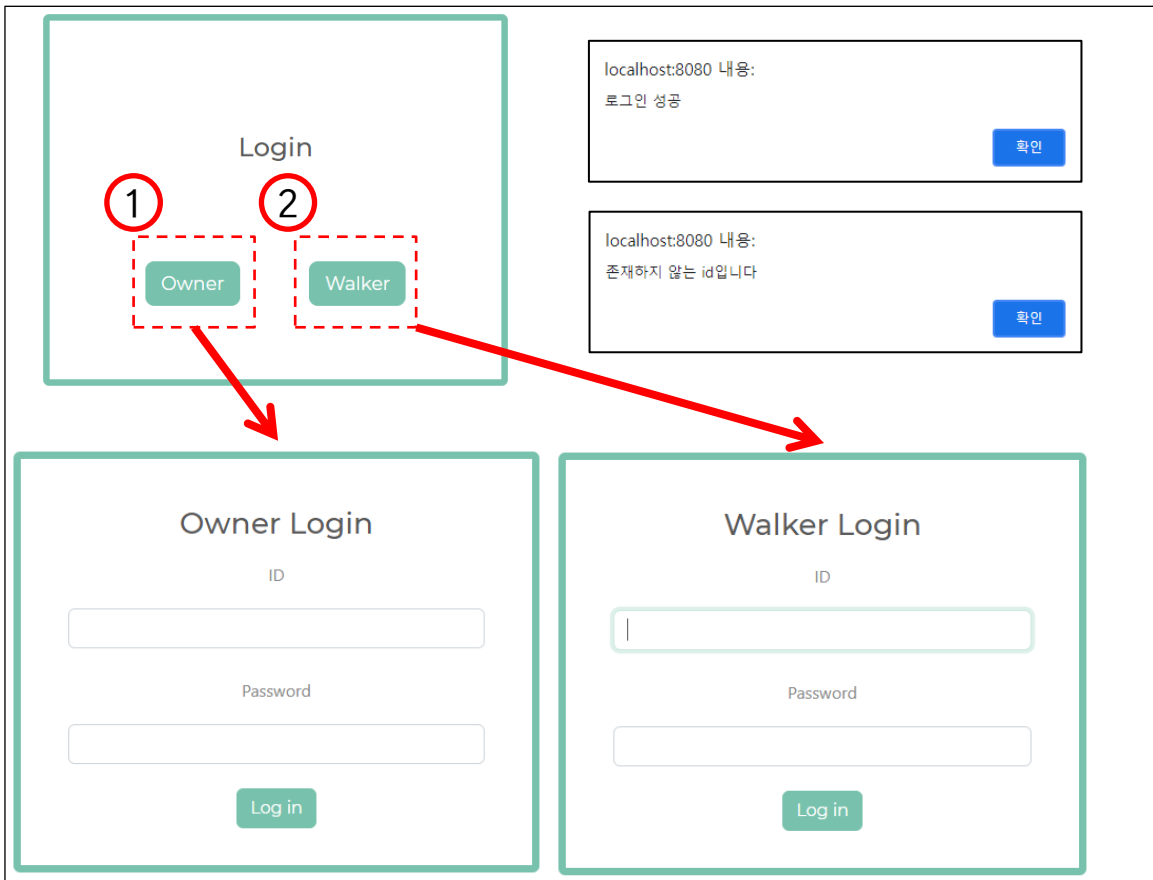 Login
1
2
Owner
Walker
localhost:8080 내용:
로그인 성공
확인
localhost:8080 내용:
존재하지 않는 id입니다
확인
Owner Login
ID
Password
Log in
Walker Login
ID
Password
Log in